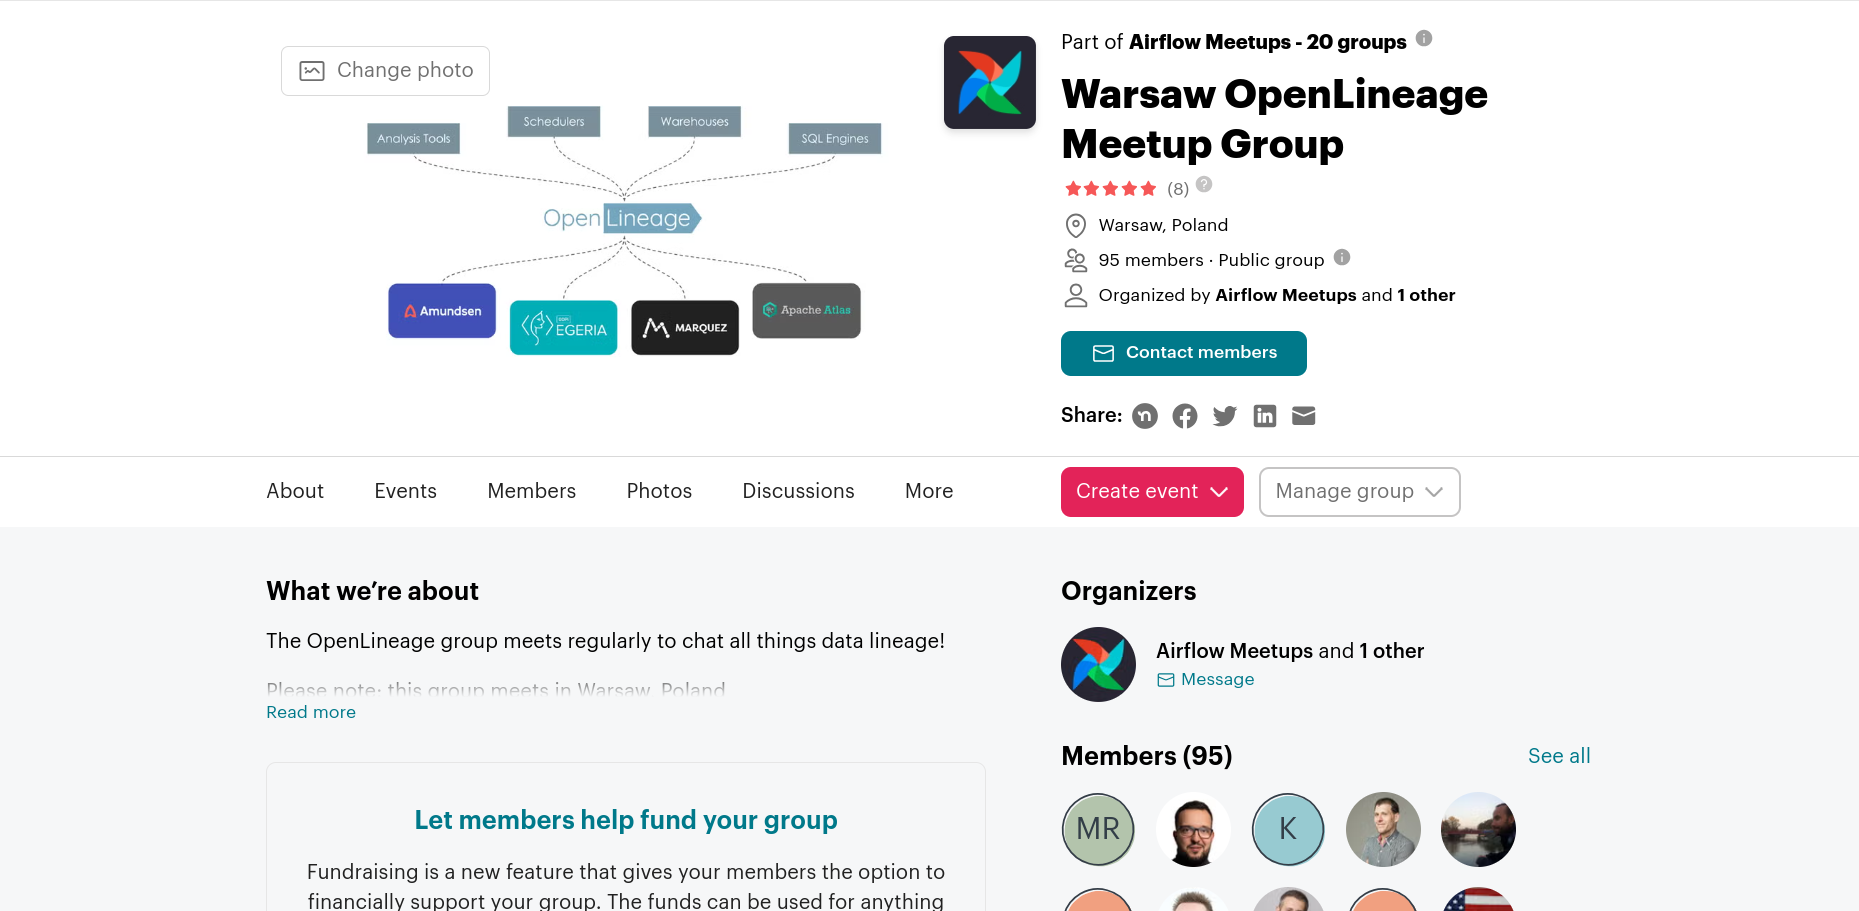 Change photo
Analysis Tools
Schedulers
Warehouses
SQL Engines
OpenLineage
Amundsen
EGERIA
MARQUEZ
Apache Atlas
Part of Airflow Meetups - 20 groups
Warsaw OpenLineage
Meetup Group
(8)
Warsaw, Poland
95 members · Public group
Organized by Airflow Meetups and 1 other
Contact members
Share:
About
Events
Members
Photos
Discussions
More
Create event
Manage group
What we’re about
The OpenLineage group meets regularly to chat all things data lineage!
Please note: this group meets in Warsaw, Poland
Read more
Let members help fund your group
Fundraising is a new feature that gives your members the option to
financially support your group. The funds can be used for anything
Organizers
Airflow Meetups and 1 other
Message
Members (95)
See all
MR
K